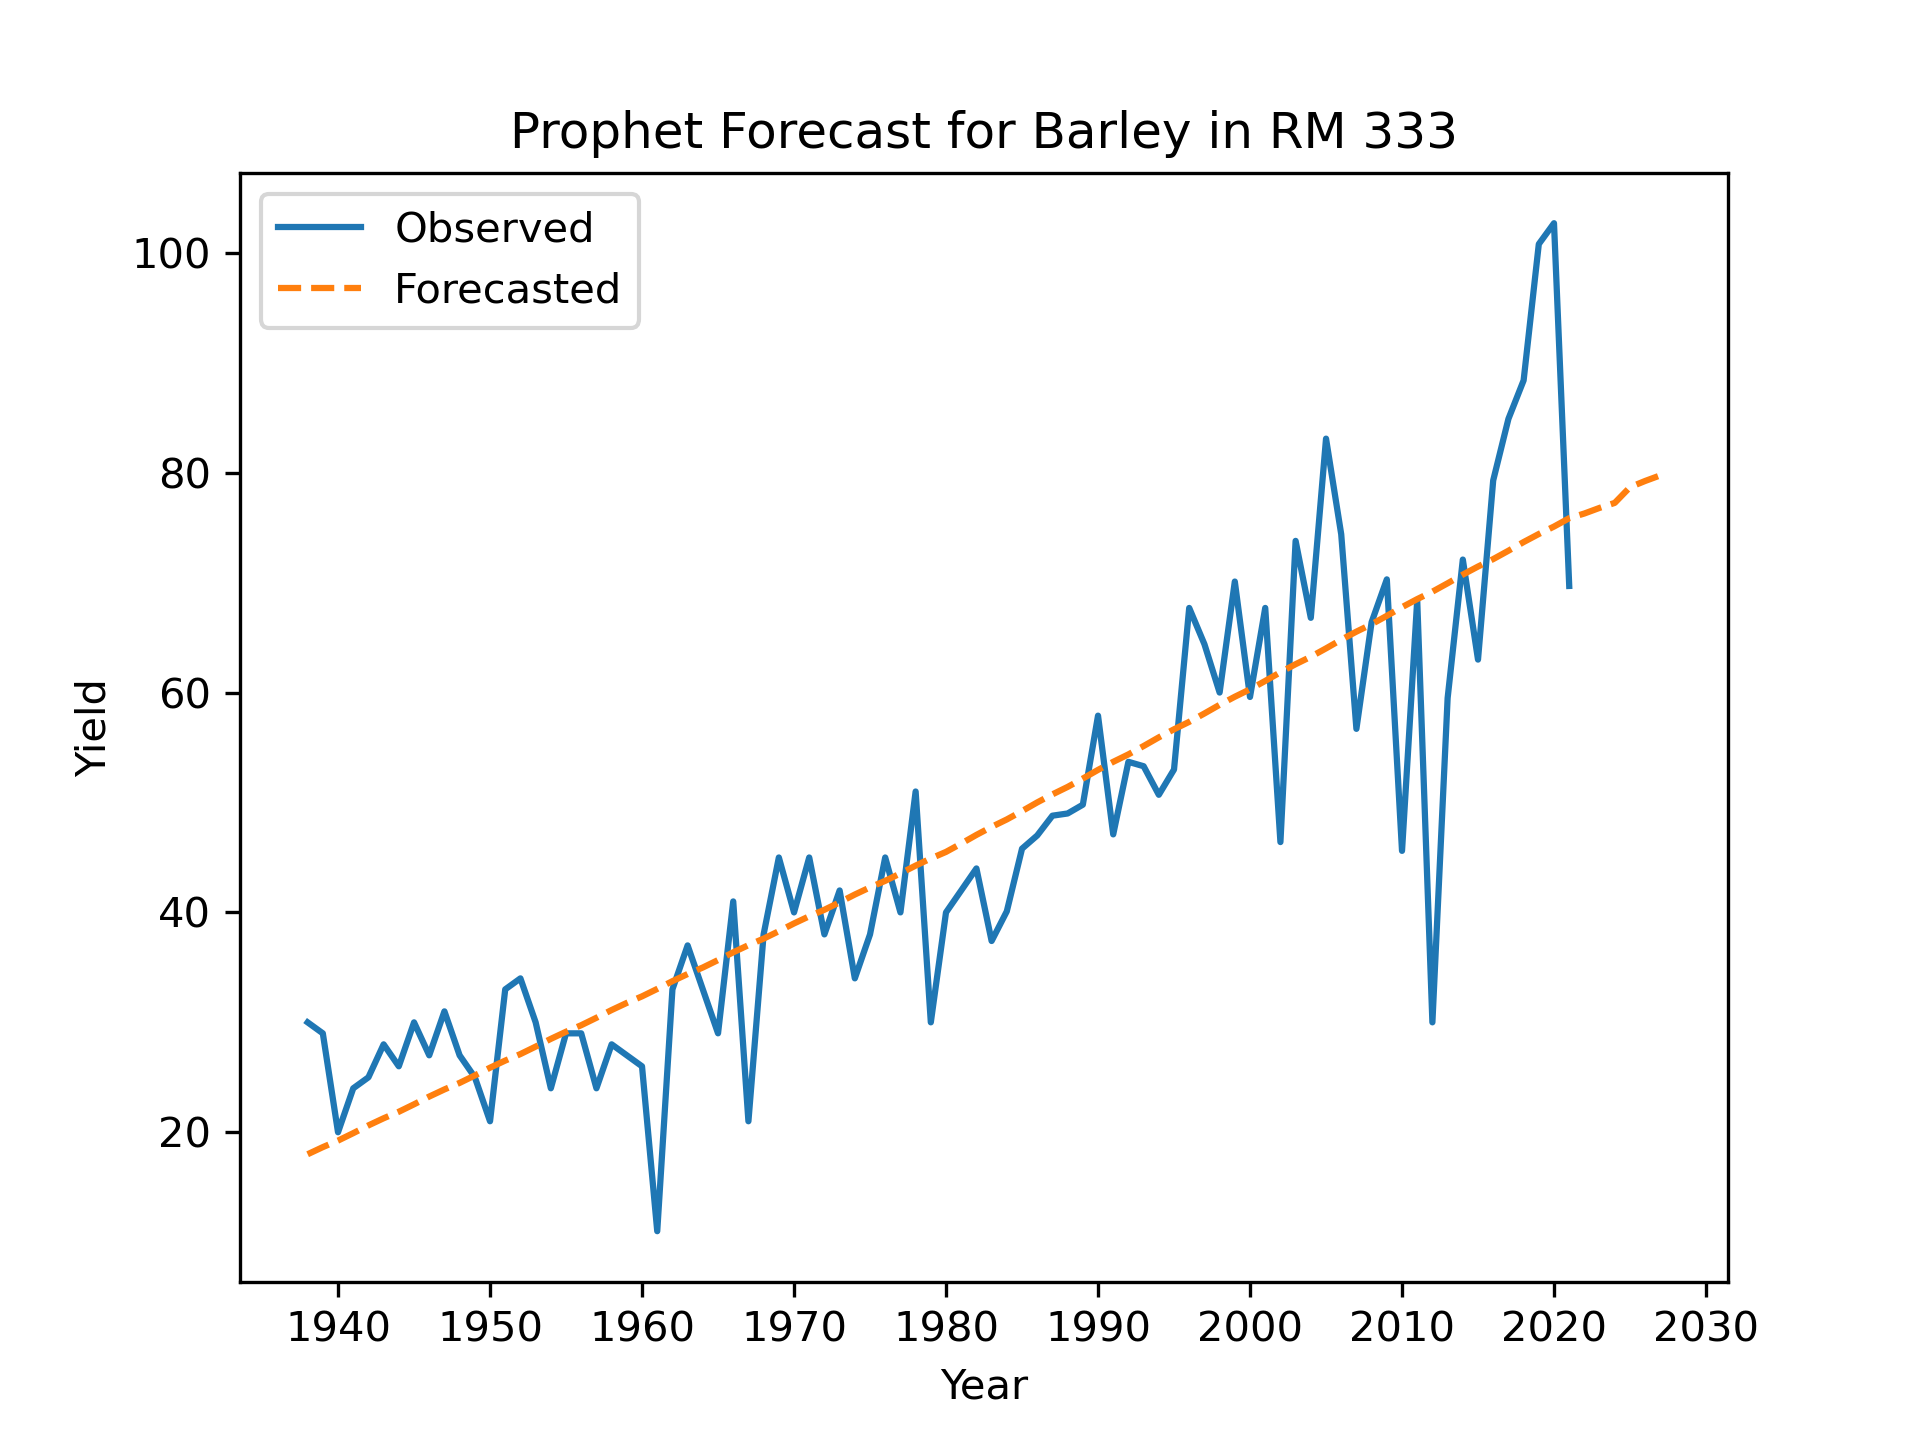 Prophet Forecast for Barley in RM 333
Observed
Forecasted
100
80
60
40
20
Yield
1940 1950 1960 1970 1980 1990 2000 2010 2020 2030
Year